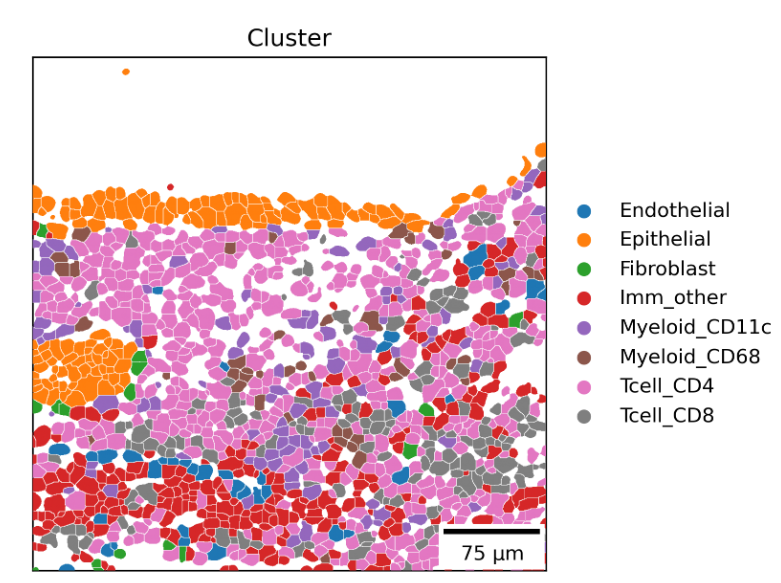 Cluster
Endothelial
Epithelial
Fibroblast
Imm_other
Myeloid_CD11c
Myeloid_CD68
Tcell_CD4
Tcell_CD8
75 μm